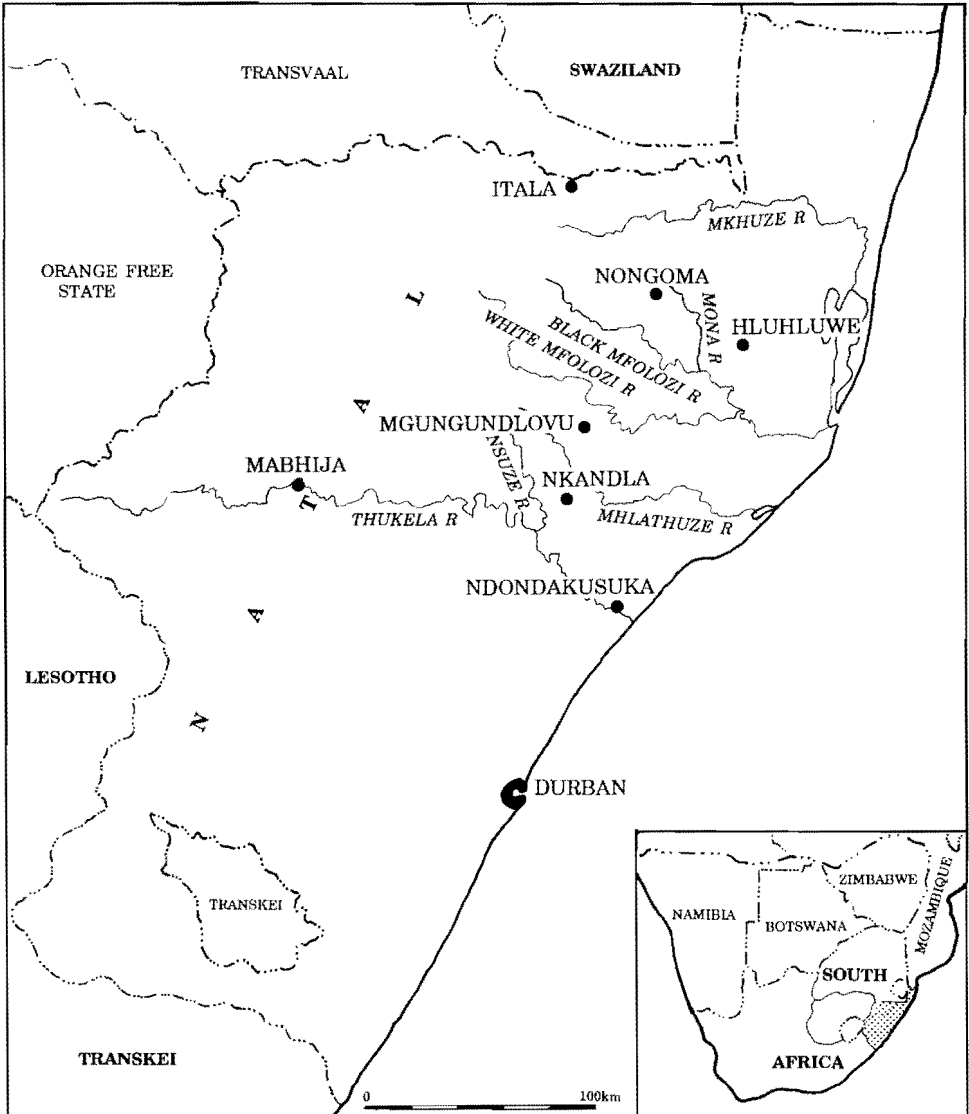 TRANSVAAL
SWAZILAND
ITALA
MKHUZE R
ORANGE FREE
STATE
NONGOMA
MONA R
HLUHLUWE
BLACK MFOLOZI R
WHITE MFOLOZI R
MGUNGUNDLOVU
NSUZE R
MABHIJA
NKANDLA
THUKELA R
MHLATHUZE R
NDONDAKUSUKA
LESOTHO
NATAL
DURBAN
TRANSKEI
TRANSKEI
0 100km
NAMIBIA
BOTSWANA
ZIMBABWE
MOZAMBIQUE
SOUTH
AFRICA